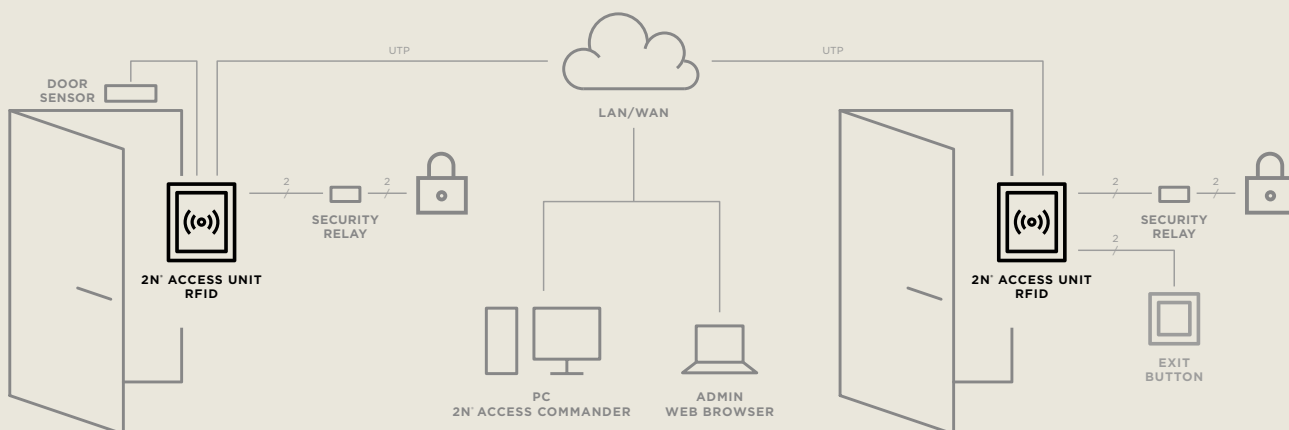 UTP
UTP
DOOR
SENSOR
LAN/WAN
2
2
SECURITY
RELAY
2N® ACCESS UNIT
RFID
2
2
SECURITY
RELAY
2
2N® ACCESS UNIT
RFID
EXIT
BUTTON
PC
2N® ACCESS COMMANDER
ADMIN
WEB BROWSER